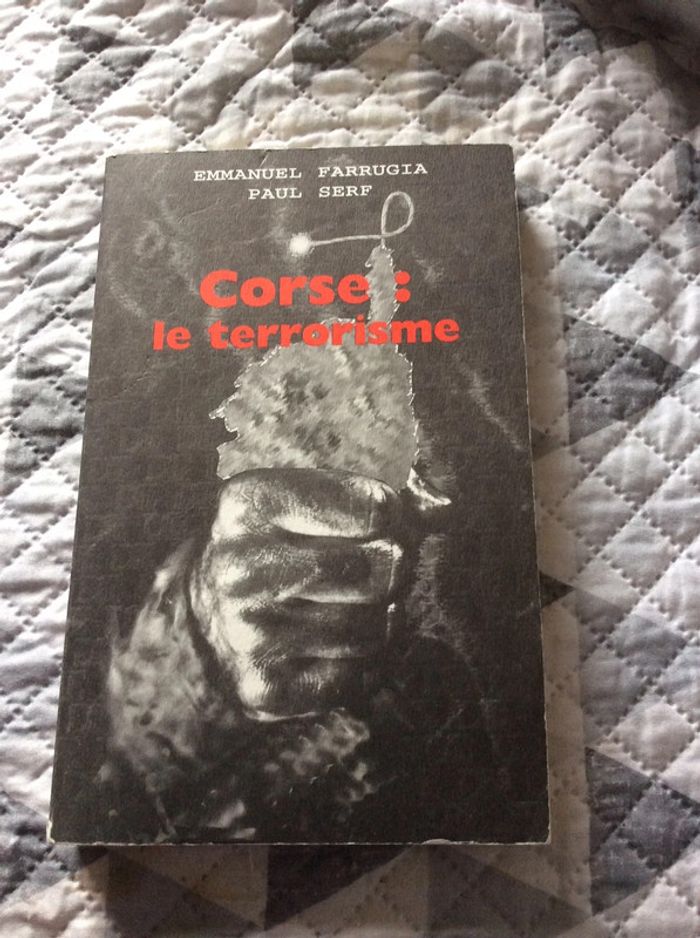 EMMANUEL FARRUGIA
PAUL SERF
Corse :
le terrorisme